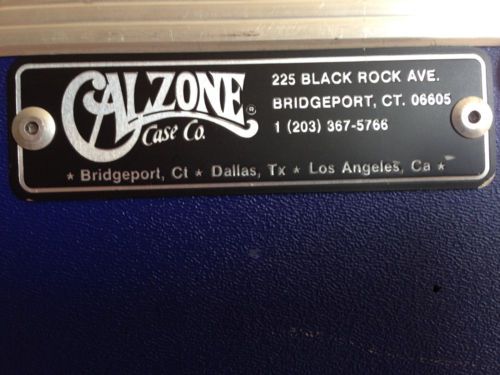 CALZONE®
Case Co.
225 BLACK ROCK AVE.
BRIDGEPORT, CT. 06605
1 (203) 367-5766
★ Bridgeport, Ct ★ Dallas, Tx ★ Los Angeles, Ca ★